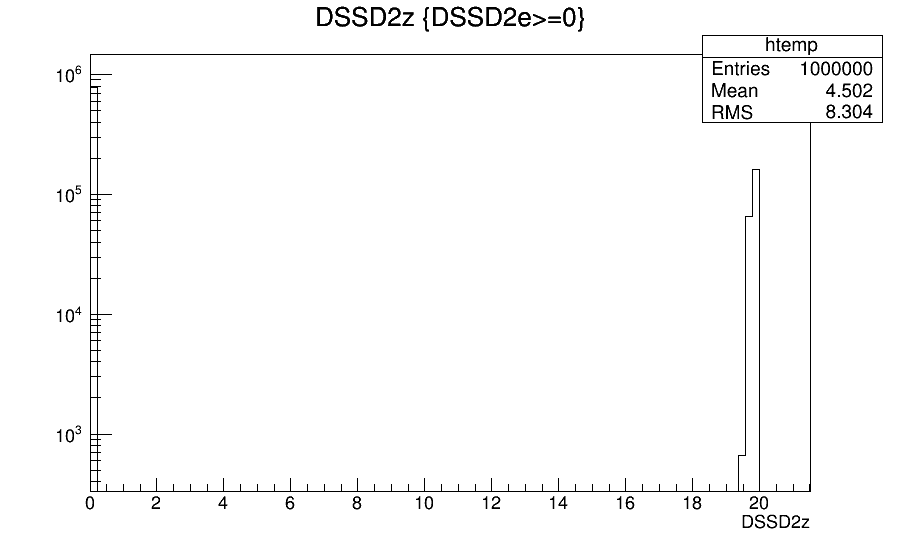 DSSD2z {DSSD2e>=0}
htemp
Entries 1000000
Mean 4.502
RMS 8.304
10^6
10^5
10^4
10^3
0 2 4 6 8 10 12 14 16 18 20
DSSD2z